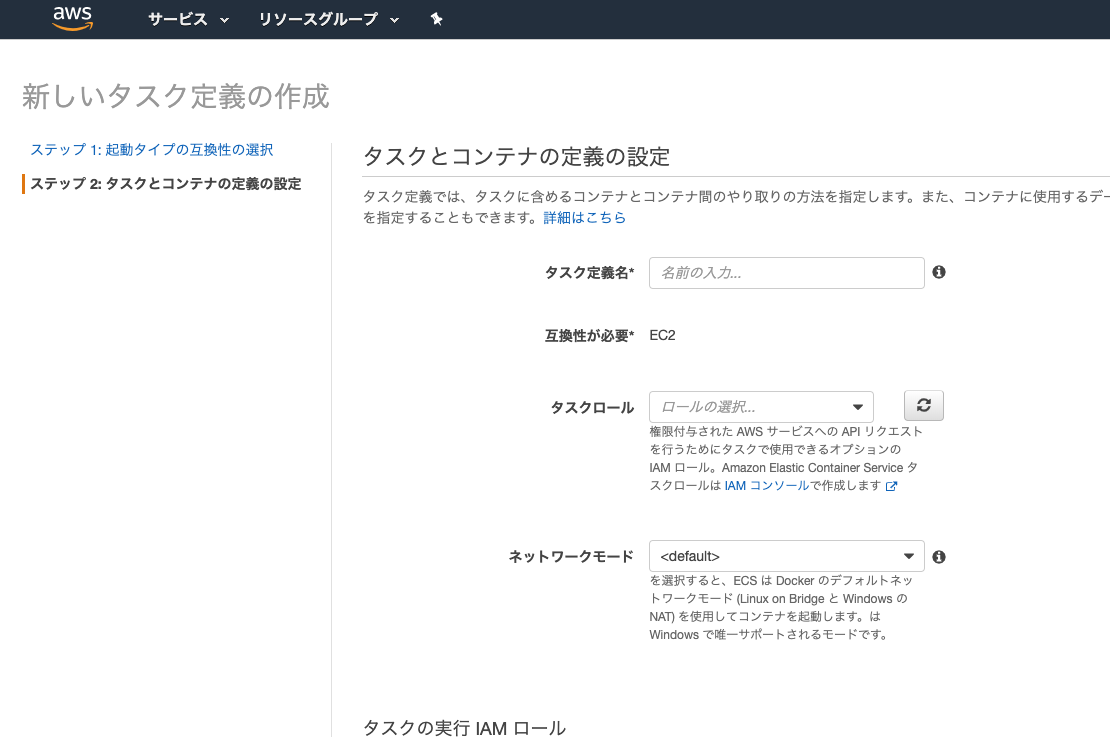 aws サービス リソースグループ
新しいタスク定義の作成
ステップ 1: 起動タイプの互換性の選択
ステップ 2: タスクとコンテナの定義の設定
タスクとコンテナの定義の設定
タスク定義では、タスクに含めるコンテナとコンテナ間のやり取りの方法を指定します。また、コンテナに使用するデー
を指定することもできます。詳細はこちら
タスク定義名* 名前の入力...
互換性が必要* EC2
タスクロール ロールの選択...
権限付与された AWS サービスへの API リクエスト
を行うためにタスクで使用できるオプションの
IAM ロール。Amazon Elastic Container Service タ
スクロールは IAM コンソールで作成します
ネットワークモード <default>
を選択すると、ECS は Docker のデフォルトネッ
トワークモード (Linux on Bridge と Windows の
NAT) を使用してコンテナを起動します。は
Windows で唯一サポートされるモードです。
タスクの実行 IAM ロール